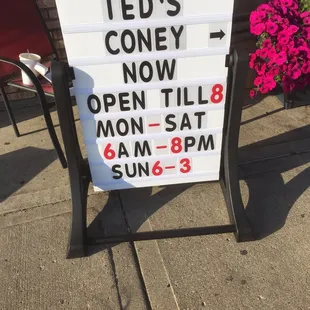 TED'S
CONEY →
NOW
OPEN TILL 8
MON-SAT
6AM-8PM
SUN 6-3